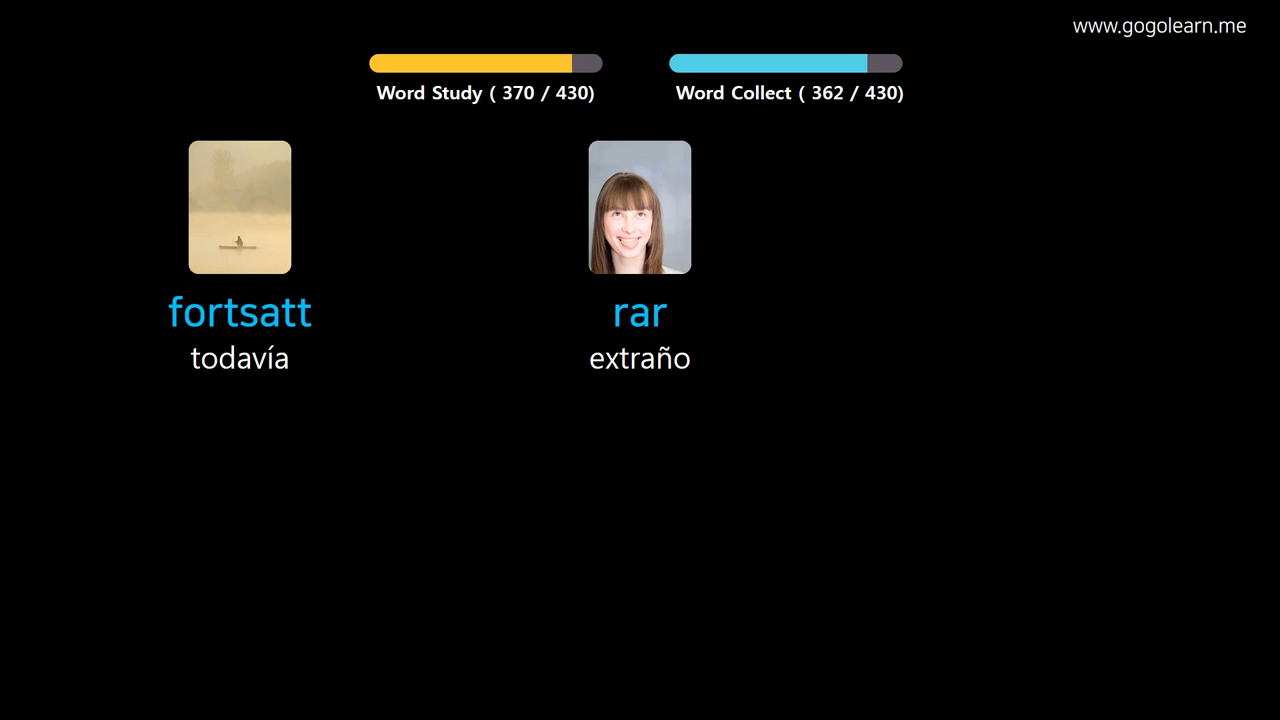 www.gogolearn.me
Word Study ( 370 / 430)
Word Collect ( 362 / 430)
fortsatt
todavía
rar
extraño